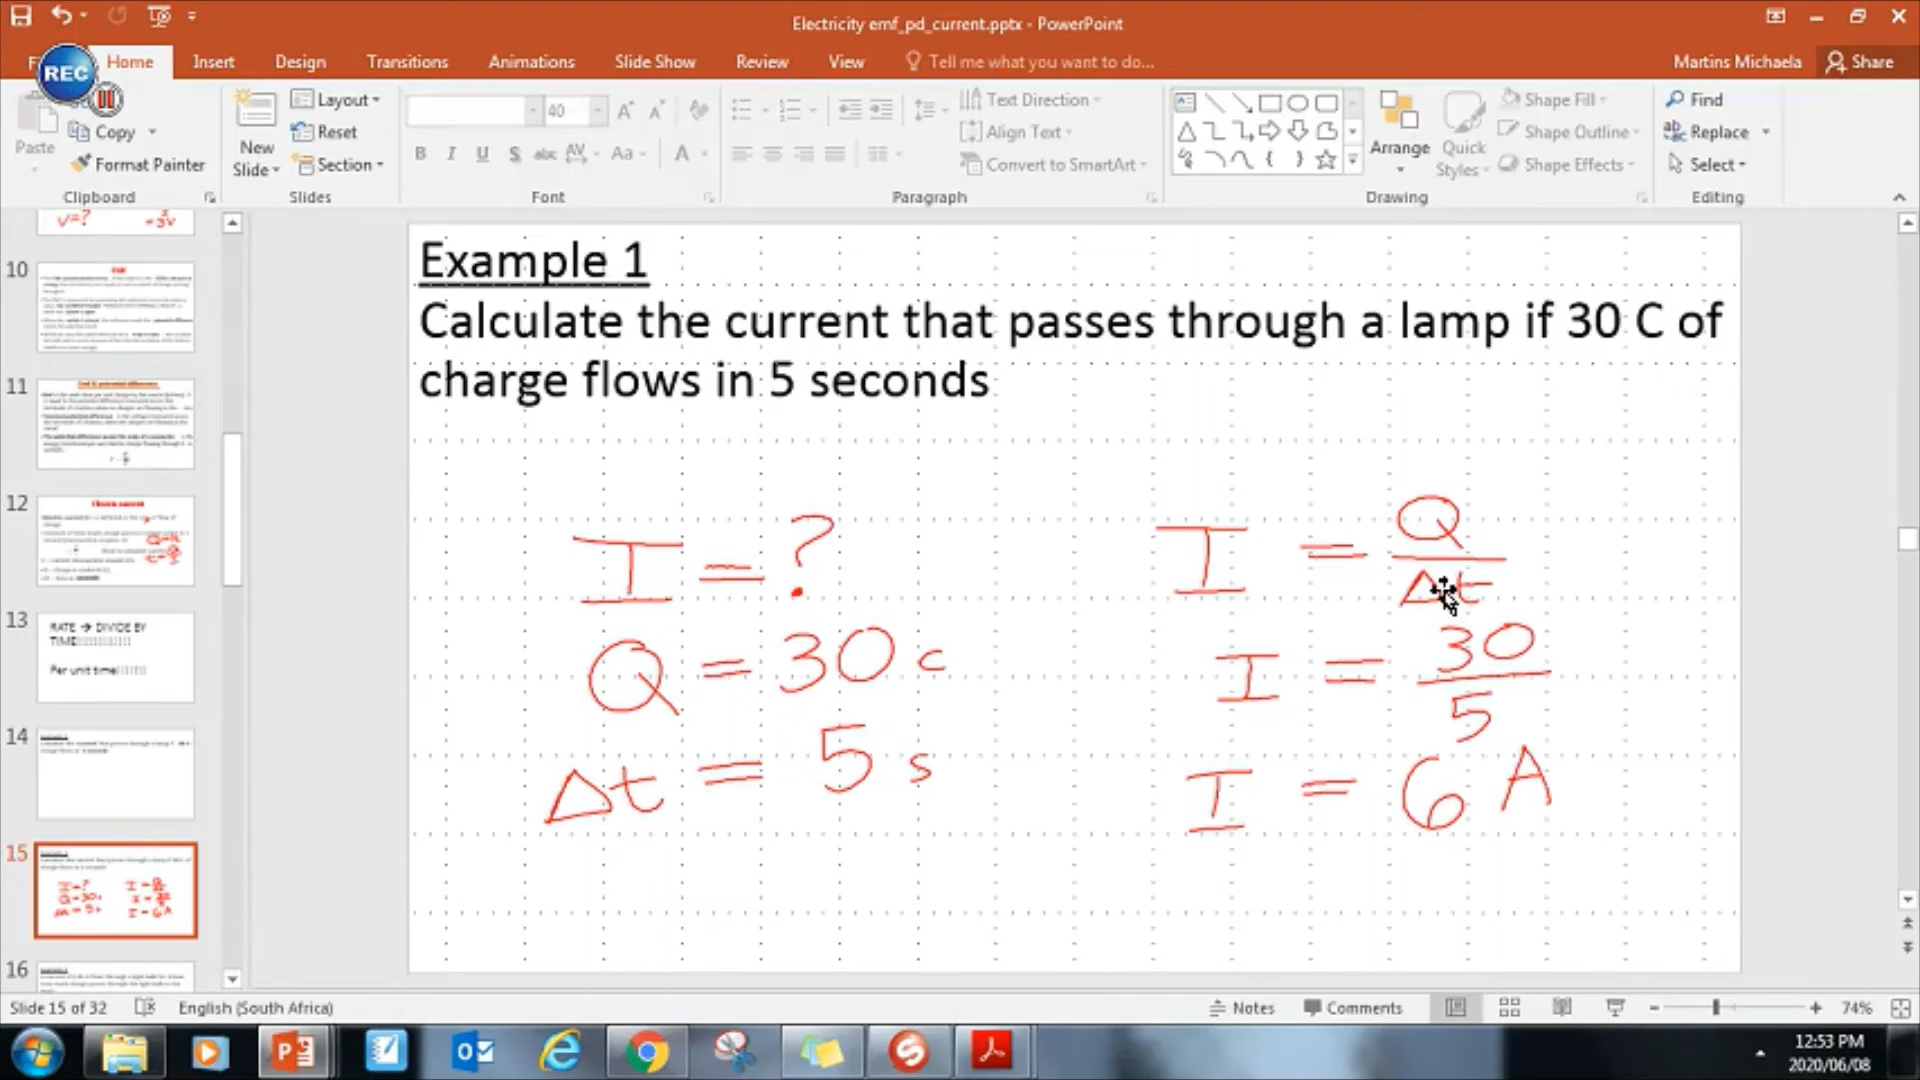 Electricity emf_pd_current.pptx - PowerPoint
REC
Home Insert Design Transitions Animations Slide Show Review View Tell me what you want to do...
Martins Michaela Share
Paste
Copy
Format Painter
Clipboard
New Slide
Layout
Reset
Section
Slides
40
B I U S abc AV Aa A
Font
Text Direction
Align Text
Convert to SmartArt
Paragraph
Arrange
Quick Styles
Shape Fill
Shape Outline
Shape Effects
Drawing
Find
Replace
Select
Editing
V=?
10
11
12
13
RATE → DIVIDE BY
TIME!!!!!!!!!!!!
Per unit time!!!!!!!
14
15
16
Example 1
Calculate the current that passes through a lamp if 30 C of
charge flows in 5 seconds
I = ?
Q = 30 c
Δt = 5 s
I = Q / Δt
I = 30 / 5
I = 6 A
Slide 15 of 32 English (South Africa)
Notes Comments 74%
12:53 PM
2020/06/08